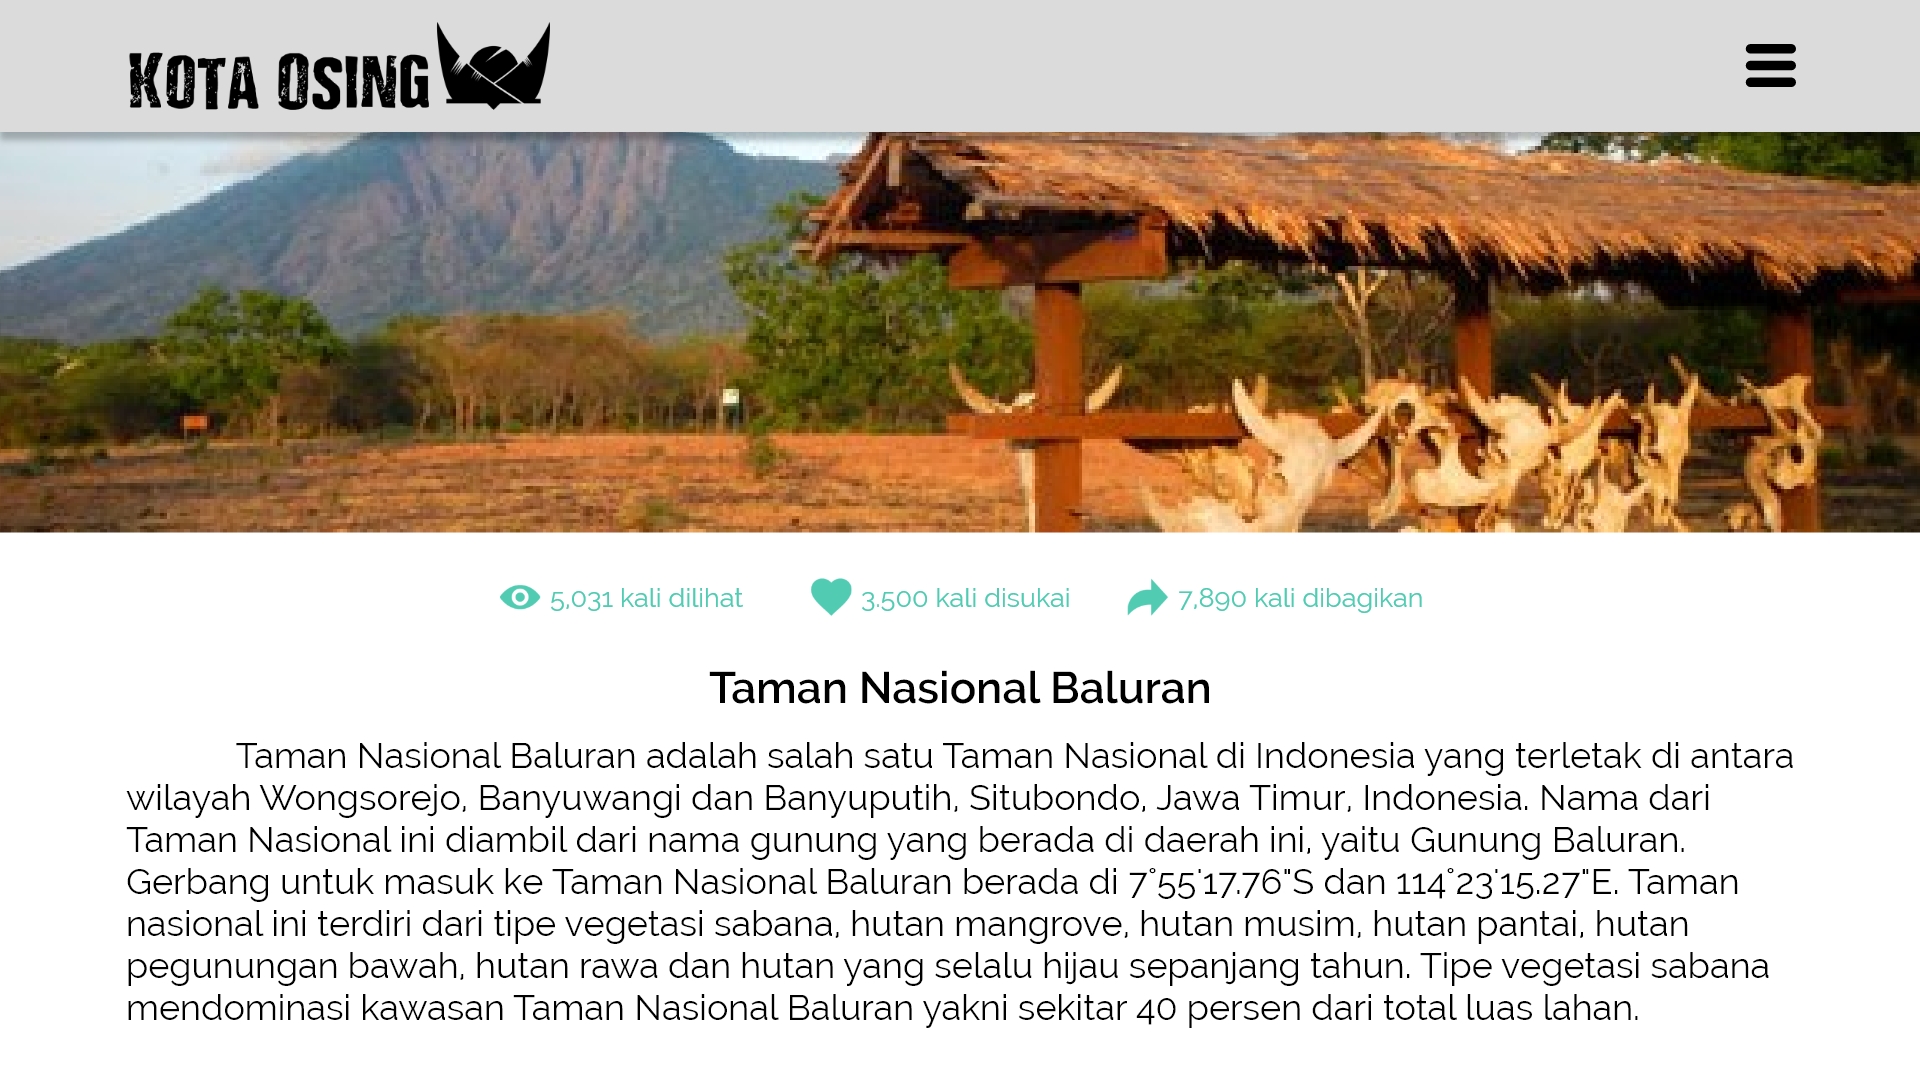 KOTA OSING
5,031 kali dilihat
3.500 kali disukai
7,890 kali dibagikan
Taman Nasional Baluran
Taman Nasional Baluran adalah salah satu Taman Nasional di Indonesia yang terletak di antara
wilayah Wongsorejo, Banyuwangi dan Banyuputih, Situbondo, Jawa Timur, Indonesia. Nama dari
Taman Nasional ini diambil dari nama gunung yang berada di daerah ini, yaitu Gunung Baluran.
Gerbang untuk masuk ke Taman Nasional Baluran berada di 7°55'17.76"S dan 114°23'15.27"E. Taman
nasional ini terdiri dari tipe vegetasi sabana, hutan mangrove, hutan musim, hutan pantai, hutan
pegunungan bawah, hutan rawa dan hutan yang selalu hijau sepanjang tahun. Tipe vegetasi sabana
mendominasi kawasan Taman Nasional Baluran yakni sekitar 40 persen dari total luas lahan.